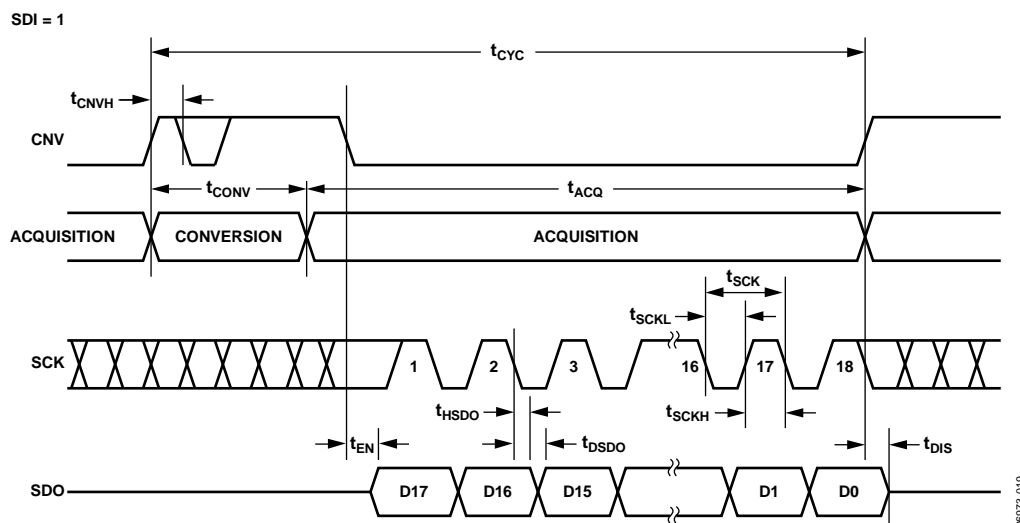 SDI = 1
tCYC
tCNVH
CNV
tCONV
tACQ
ACQUISITION
CONVERSION
ACQUISITION
tSCK
tSCKL
SCK
1
2
3
16
17
18
tHSDO
tSCKH
tEN
tDSDO
tDIS
SDO
D17
D16
D15
D1
D0